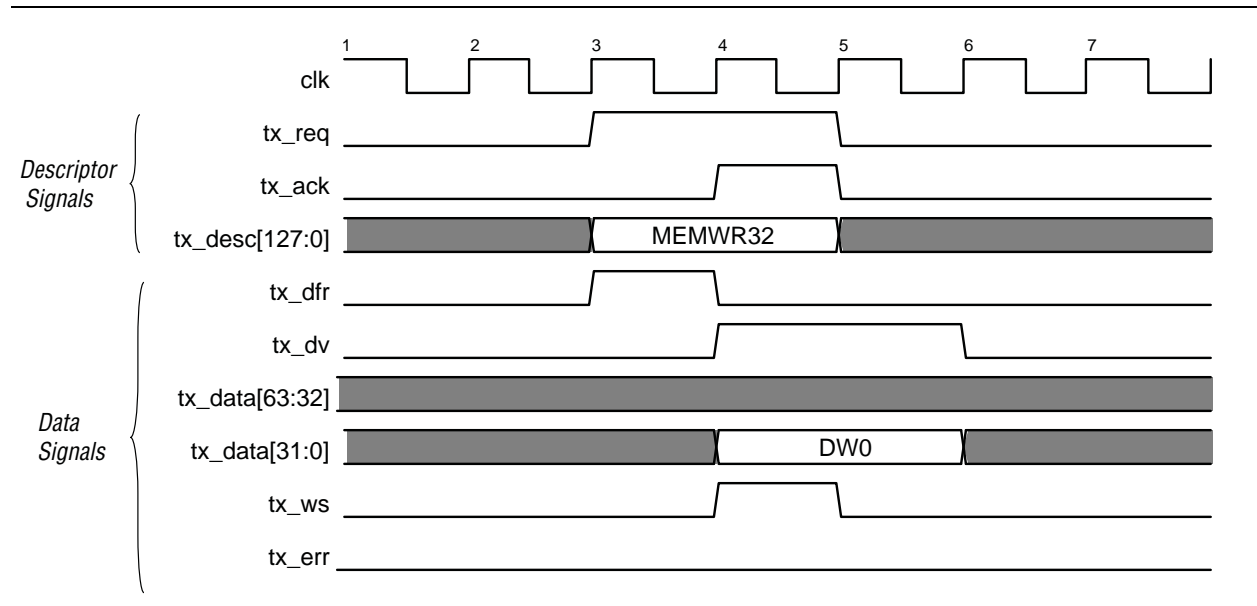 1 2 3 4 5 6 7
clk
Descriptor
Signals
tx_req
tx_ack
tx_desc[127:0] MEMWR32
Data
Signals
tx_dfr
tx_dv
tx_data[63:32]
tx_data[31:0] DW0
tx_ws
tx_err